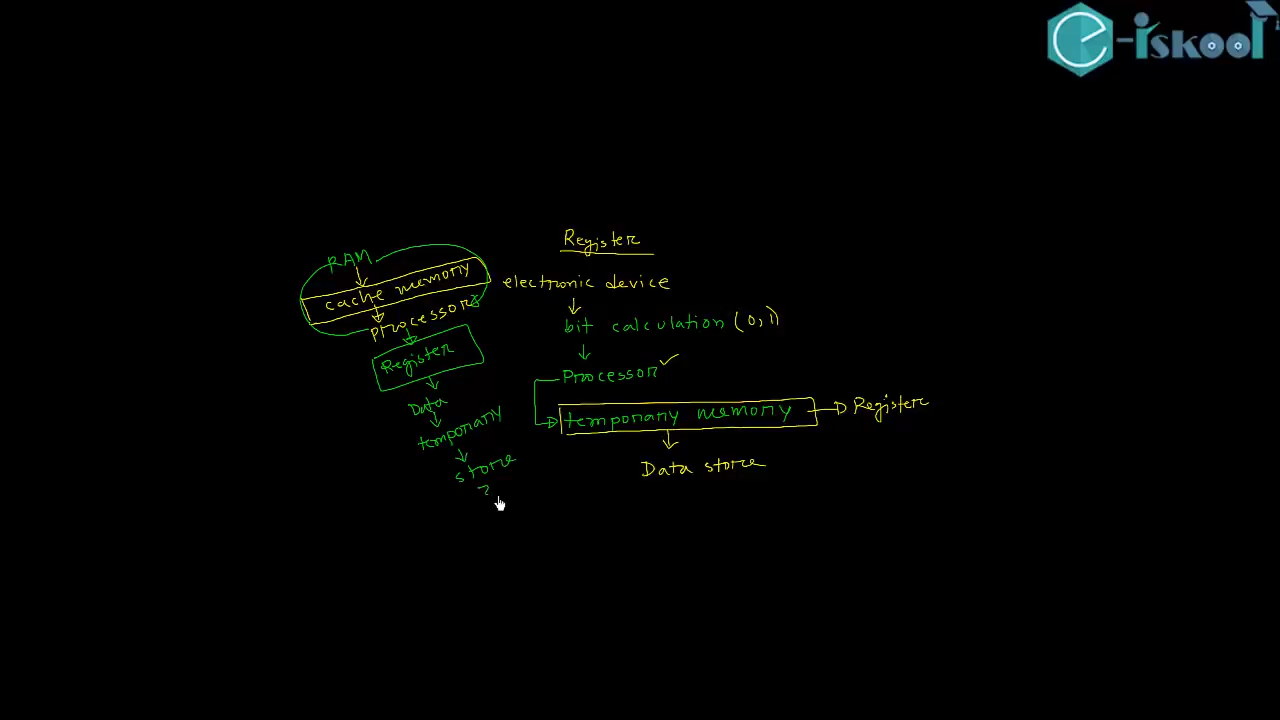 e-iskool
Register
RAM
cache memory
Processor
Register
Data
temporary
store
?
electronic device
bit calculation (0,1)
Processor
temporary memory
Register
Data store